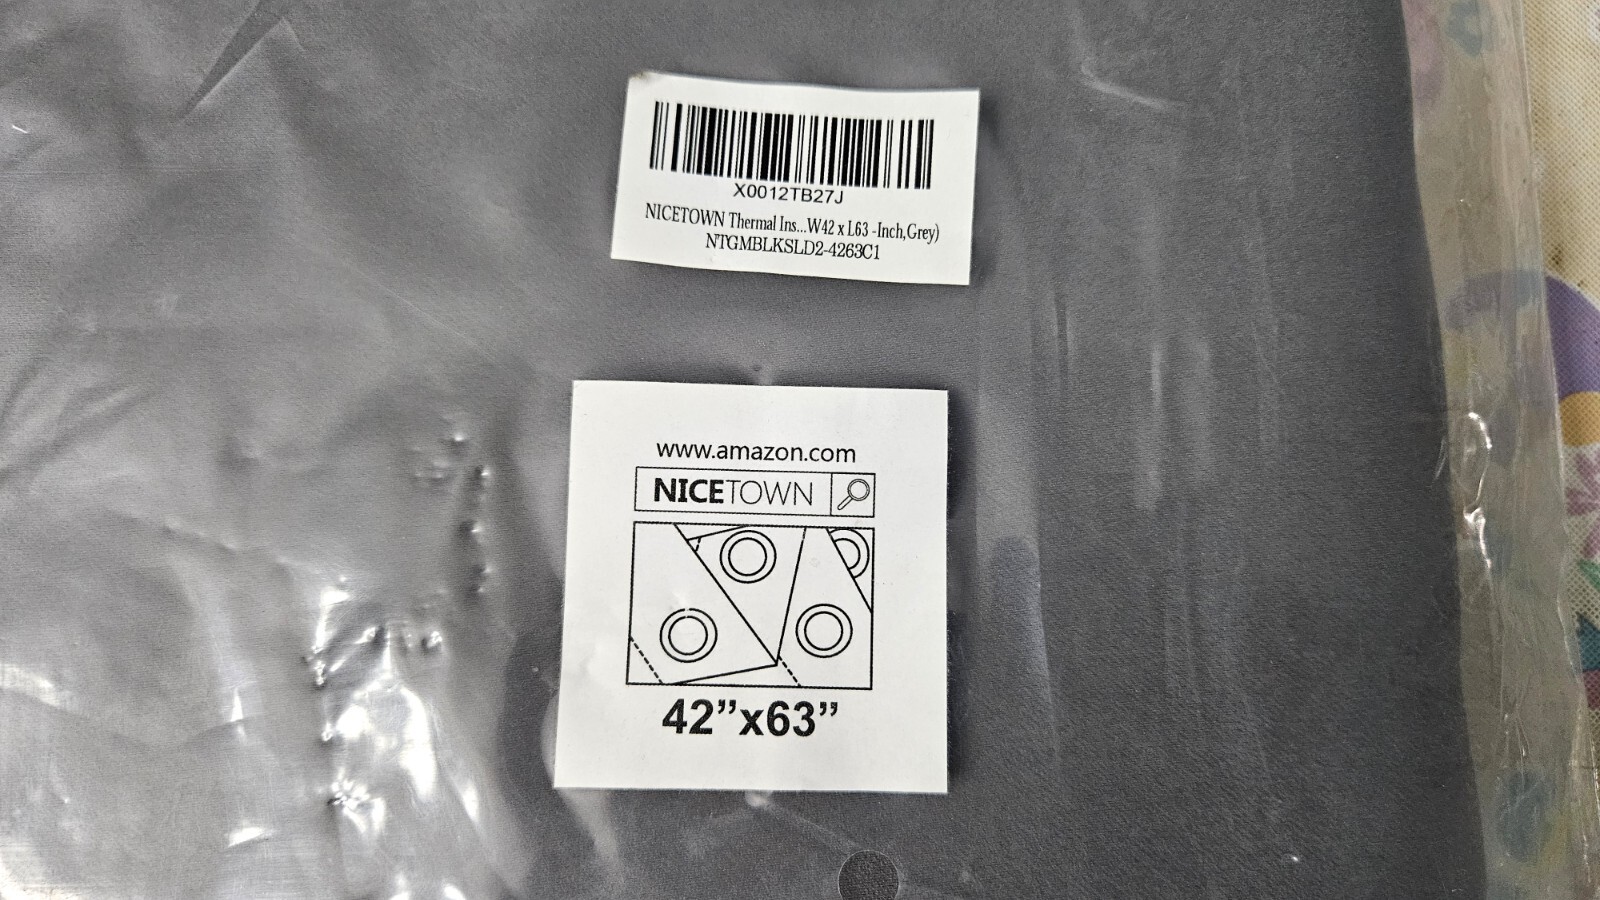 X0012TB27J
NICETOWN Thermal Ins...W42 x L63 -Inch,Grey)
NTGMBLKSLD2-4263C1
www.amazon.com
NICETOWN
42”x63”